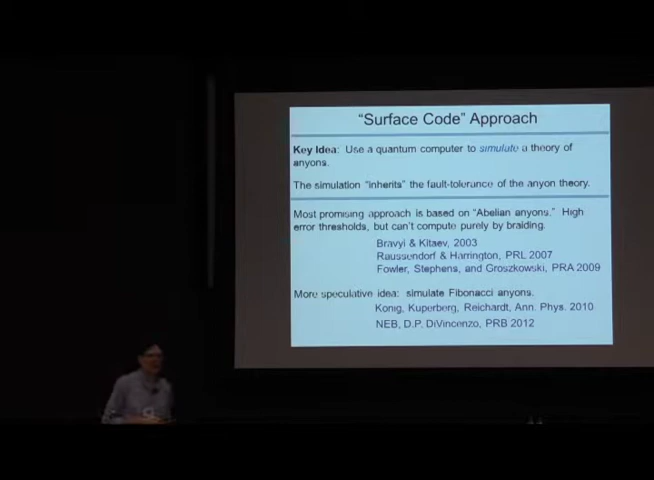 “Surface Code” Approach
Key Idea: Use a quantum computer to simulate a theory of
anyons.
The simulation “inherits” the fault-tolerance of the anyon theory.
Most promising approach is based on “Abelian anyons.” High
error thresholds, but can’t compute purely by braiding.
Bravyi & Kitaev, 2003
Raussendorf & Harrington, PRL 2007
Fowler, Stephens, and Groszkowski, PRA 2009
More speculative idea: simulate Fibonacci anyons.
Konig, Kuperberg, Reichardt, Ann. Phys. 2010
NEB, D.P. DiVincenzo, PRB 2012